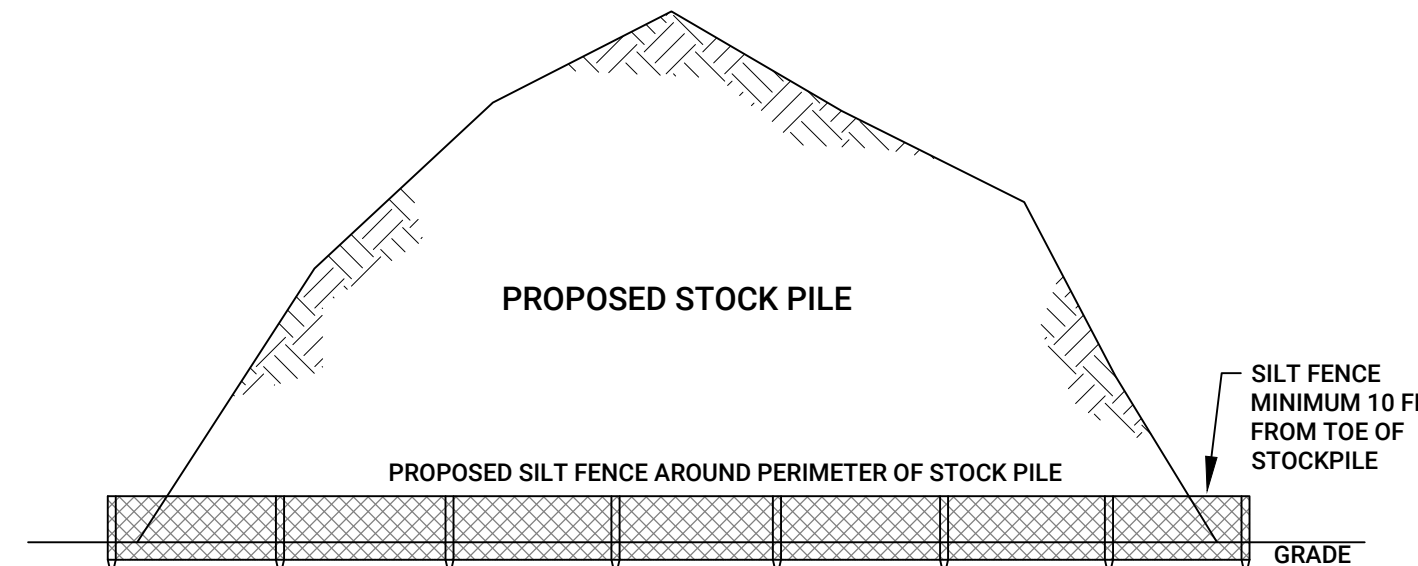 PROPOSED STOCK PILE
SILT FENCE
MINIMUM 10
FROM TOE OF
STOCKPILE
PROPOSED SILT FENCE AROUND PERIMETER OF STOCK PILE
GRADE